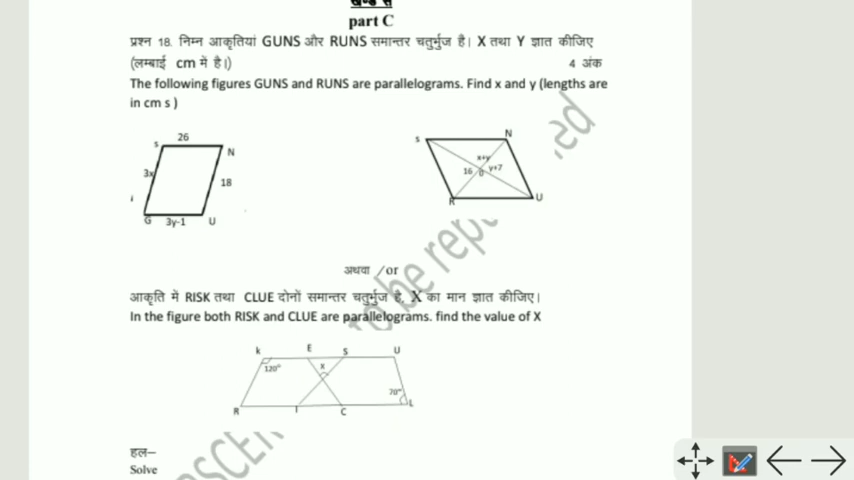 खण्ड स
part C
प्रश्न 18. निम्न आकृतियां GUNS और RUNS समान्तर चतुर्भुज है। X तथा Y ज्ञात कीजिए
(लम्बाई cm में है।) 4 अंक
The following figures GUNS and RUNS are parallelograms. Find x and y (lengths are
in cm s )
26
S
N
3x
18
G 3y-1 U
S
N
x+y
16 o y+7
R
U
अथवा /or
आकृति में RISK तथा CLUE दोनों समान्तर चतुर्भुज है, X का मान ज्ञात कीजिए।
In the figure both RISK and CLUE are parallelograms. find the value of X
k E S U
120° x
70°
R I C L
हल–
Solve